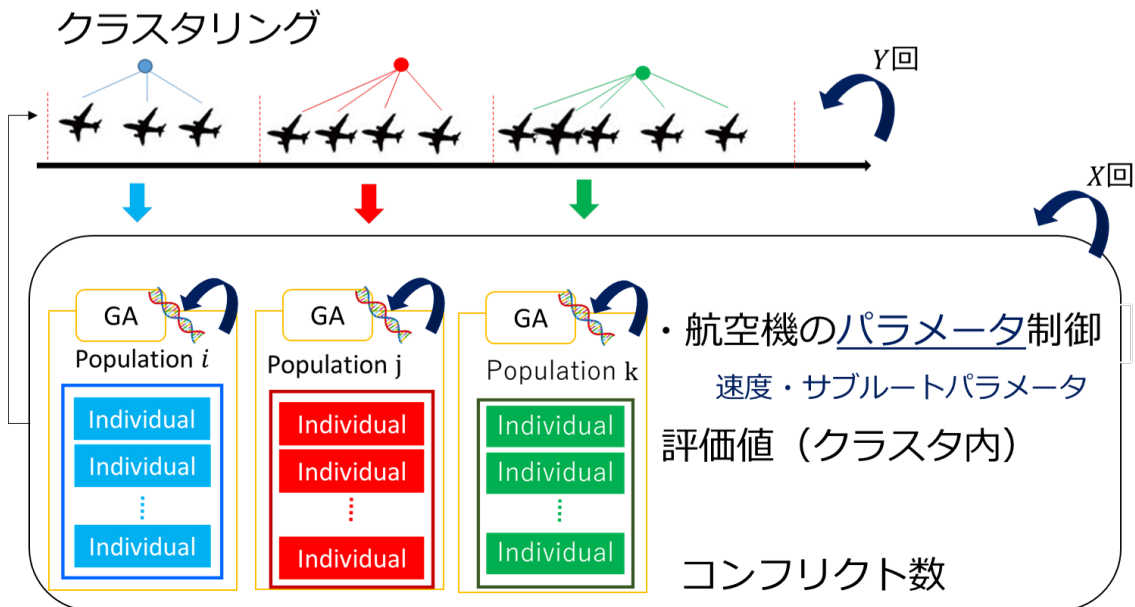 クラスタリング
Y回
X回
GA
GA
GA
Population i
Population j
Population k
Individual
Individual
Individual
Individual
Individual
Individual
Individual
Individual
Individual
・航空機のパラメータ制御
速度・サブルートパラメータ
評価値（クラスタ内）
コンフリクト数